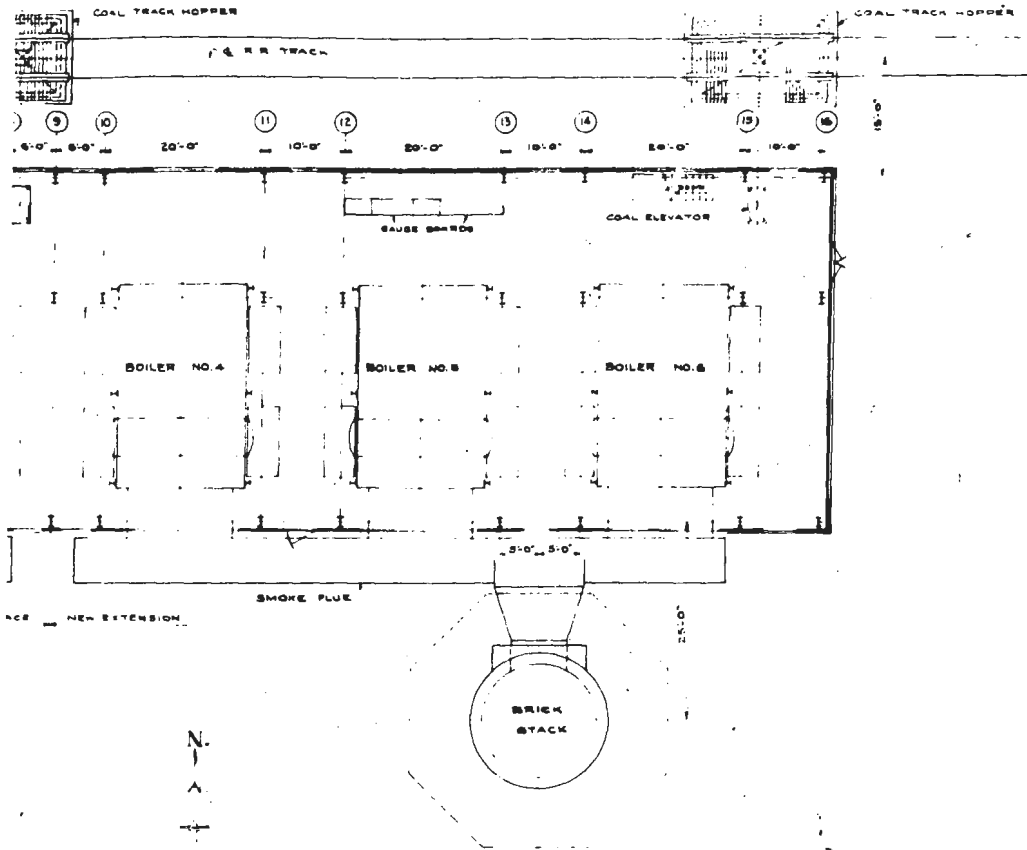 COAL TRACK HOPPER
COAL TRACK HOPPER
℄ R.R. TRACK
15'-0"
9 10 11 12 13 14 15 16
6'-0" 6'-0" 20'-0" 10'-0" 20'-0" 10'-0" 20'-0" 10'-0"
GAUGE BOARDS
COAL ELEVATOR
BOILER NO. 4
BOILER NO. 5
BOILER NO. 6
5'-0" 5'-0"
SMOKE FLUE
NEW EXTENSION
25'-0"
BRICK
STACK
N.